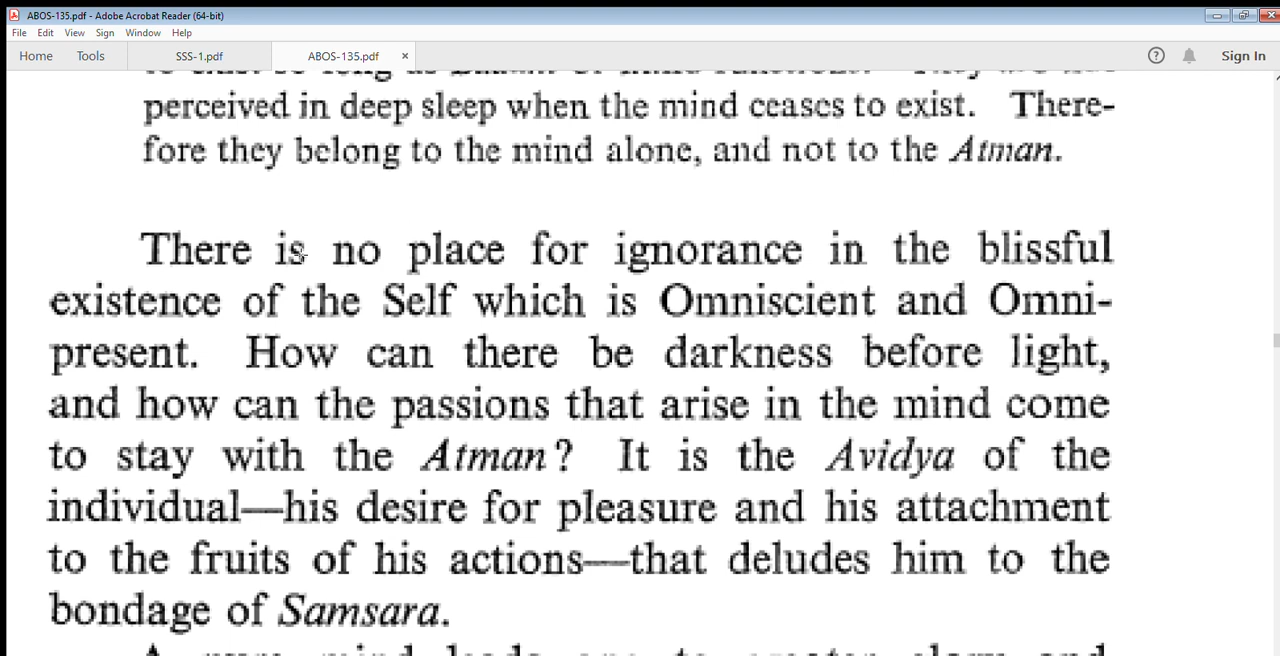 ABOS-135.pdf - Adobe Acrobat Reader (64-bit)
File Edit View Sign Window Help
Home Tools SSS-1.pdf ABOS-135.pdf × ? Sign In
perceived in deep sleep when the mind ceases to exist. There-
fore they belong to the mind alone, and not to the Atman.
There is no place for ignorance in the blissful
existence of the Self which is Omniscient and Omni-
present. How can there be darkness before light,
and how can the passions that arise in the mind come
to stay with the Atman? It is the Avidya of the
individual—his desire for pleasure and his attachment
to the fruits of his actions—that deludes him to the
bondage of Samsara.